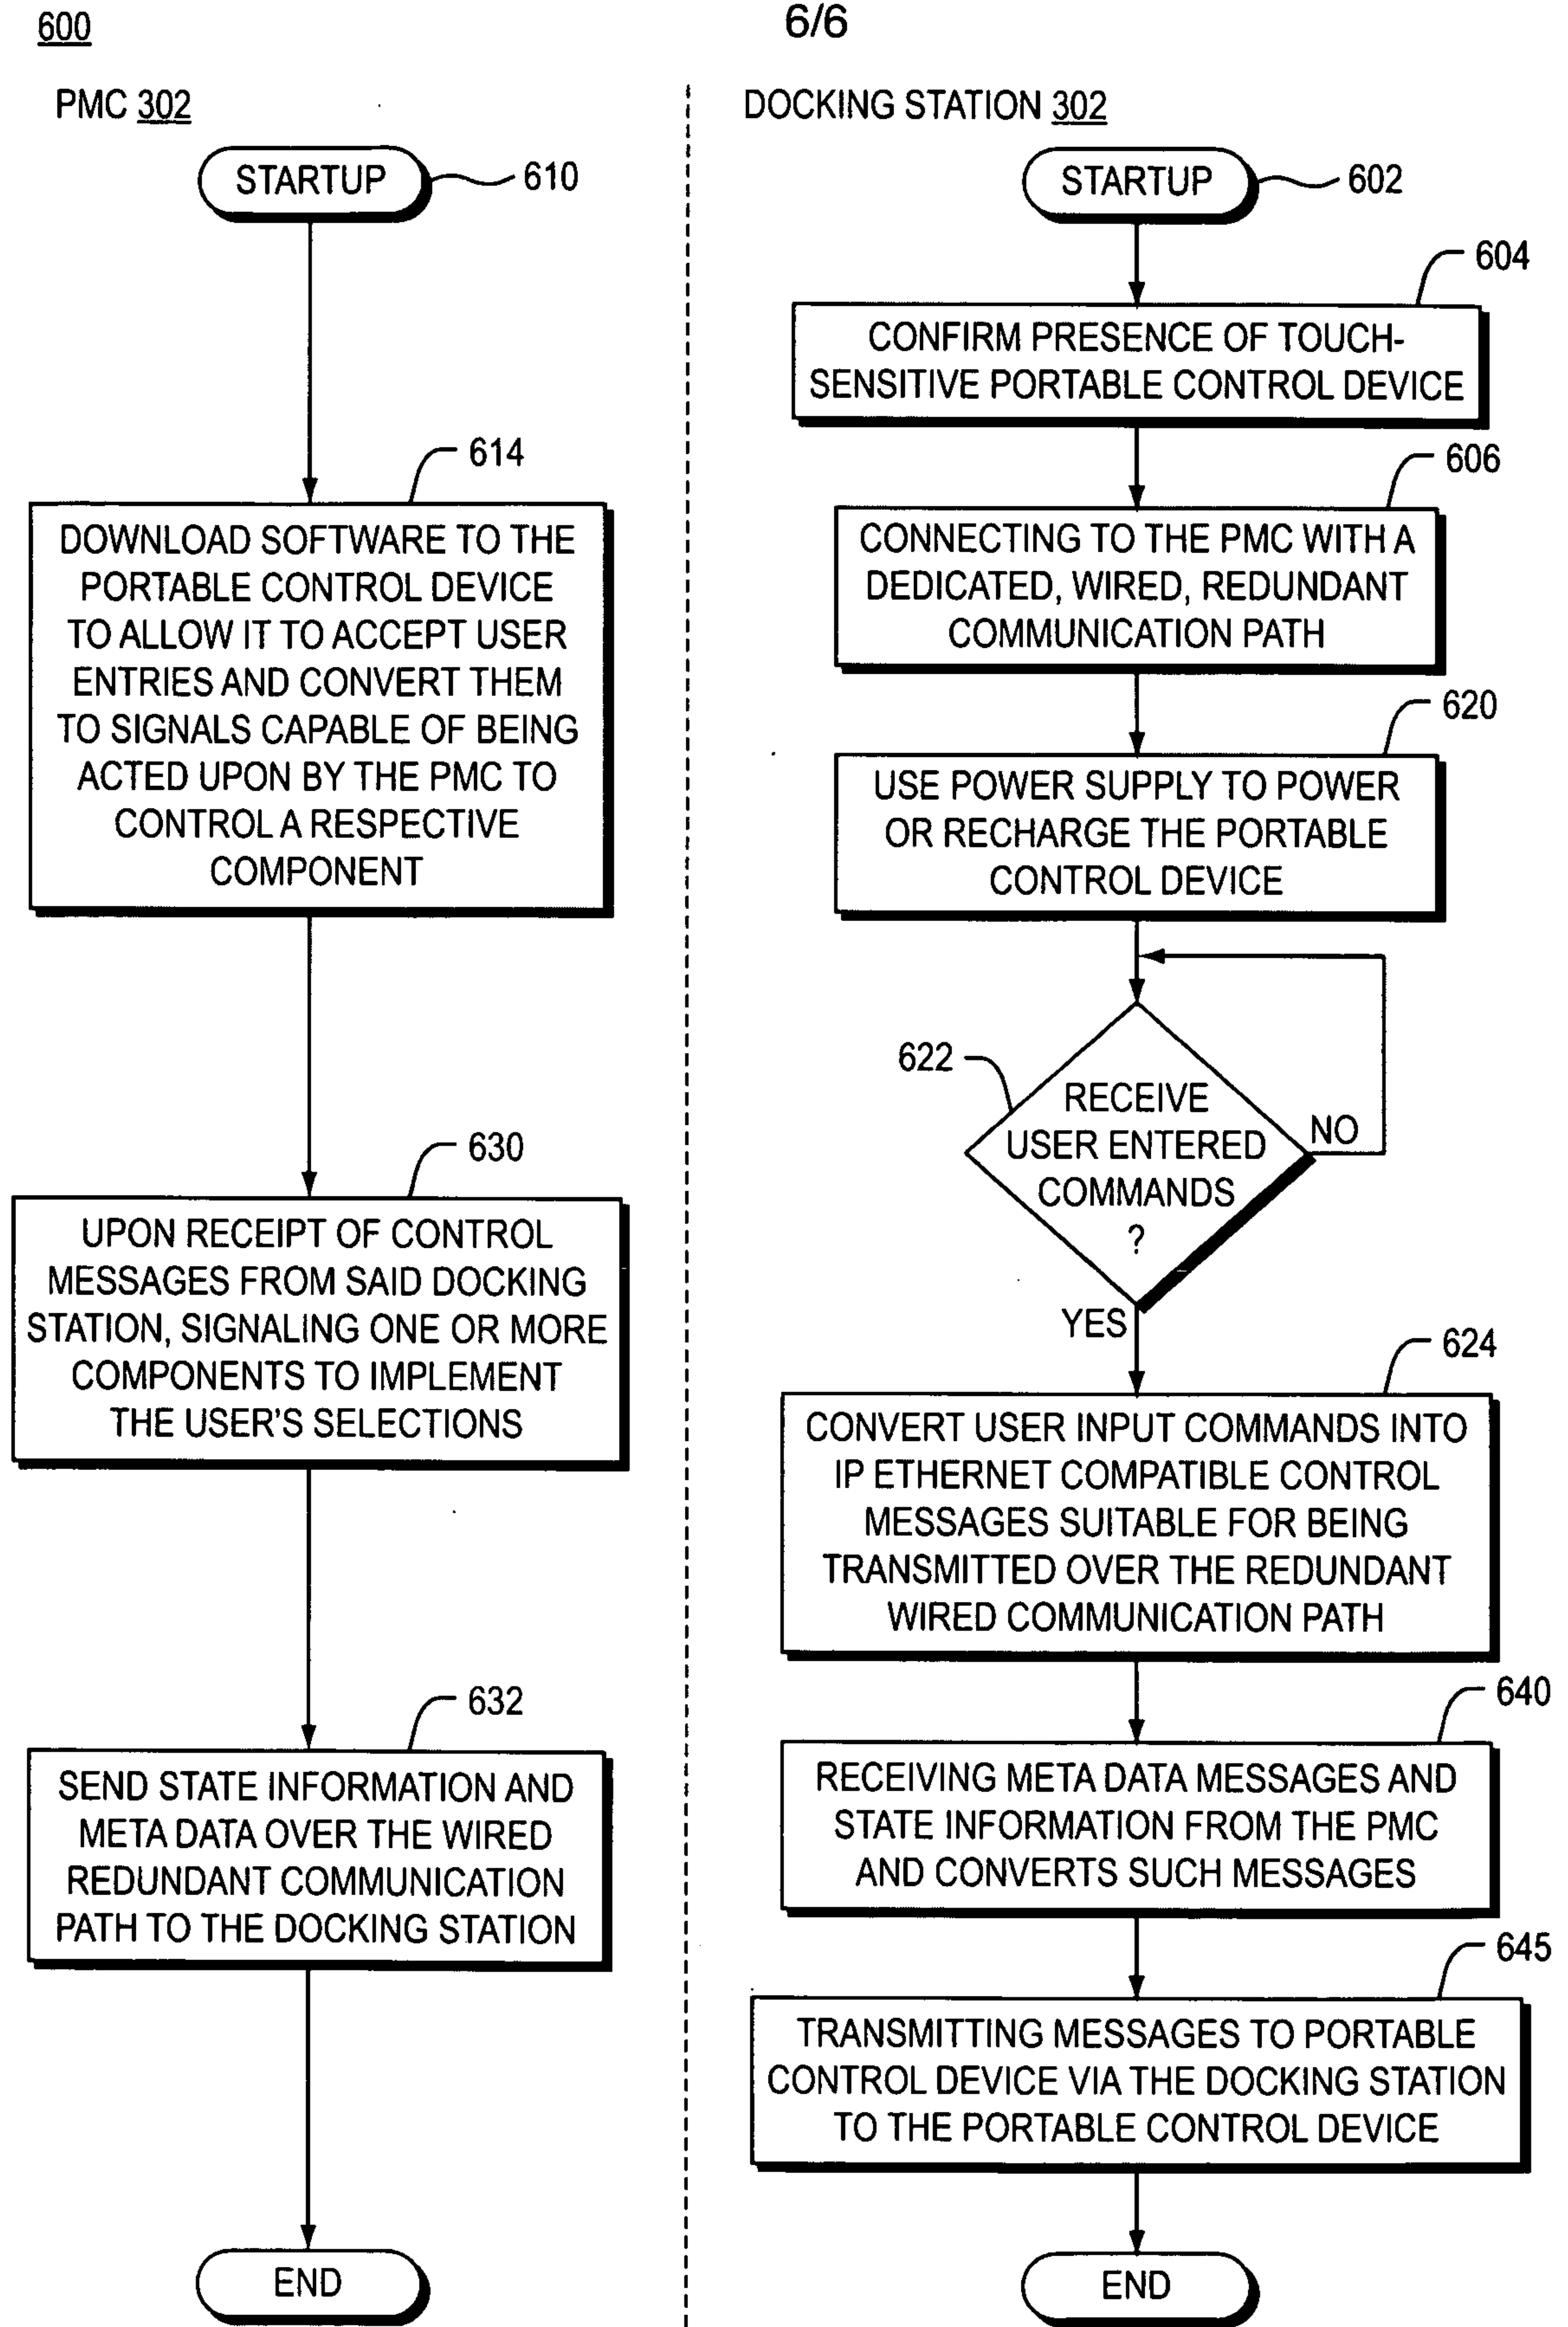 600
6/6
PMC 302
STARTUP
610
614
DOWNLOAD SOFTWARE TO THE
PORTABLE CONTROL DEVICE
TO ALLOW IT TO ACCEPT USER
ENTRIES AND CONVERT THEM
TO SIGNALS CAPABLE OF BEING
ACTED UPON BY THE PMC TO
CONTROL A RESPECTIVE
COMPONENT
630
UPON RECEIPT OF CONTROL
MESSAGES FROM SAID DOCKING
STATION, SIGNALING ONE OR MORE
COMPONENTS TO IMPLEMENT
THE USER'S SELECTIONS
632
SEND STATE INFORMATION AND
META DATA OVER THE WIRED
REDUNDANT COMMUNICATION
PATH TO THE DOCKING STATION
END
DOCKING STATION 302
STARTUP
602
604
CONFIRM PRESENCE OF TOUCH-
SENSITIVE PORTABLE CONTROL DEVICE
606
CONNECTING TO THE PMC WITH A
DEDICATED, WIRED, REDUNDANT
COMMUNICATION PATH
620
USE POWER SUPPLY TO POWER
OR RECHARGE THE PORTABLE
CONTROL DEVICE
622
RECEIVE
USER ENTERED
COMMANDS
?
NO
YES
624
CONVERT USER INPUT COMMANDS INTO
IP ETHERNET COMPATIBLE CONTROL
MESSAGES SUITABLE FOR BEING
TRANSMITTED OVER THE REDUNDANT
WIRED COMMUNICATION PATH
640
RECEIVING META DATA MESSAGES AND
STATE INFORMATION FROM THE PMC
AND CONVERTS SUCH MESSAGES
645
TRANSMITTING MESSAGES TO PORTABLE
CONTROL DEVICE VIA THE DOCKING STATION
TO THE PORTABLE CONTROL DEVICE
END